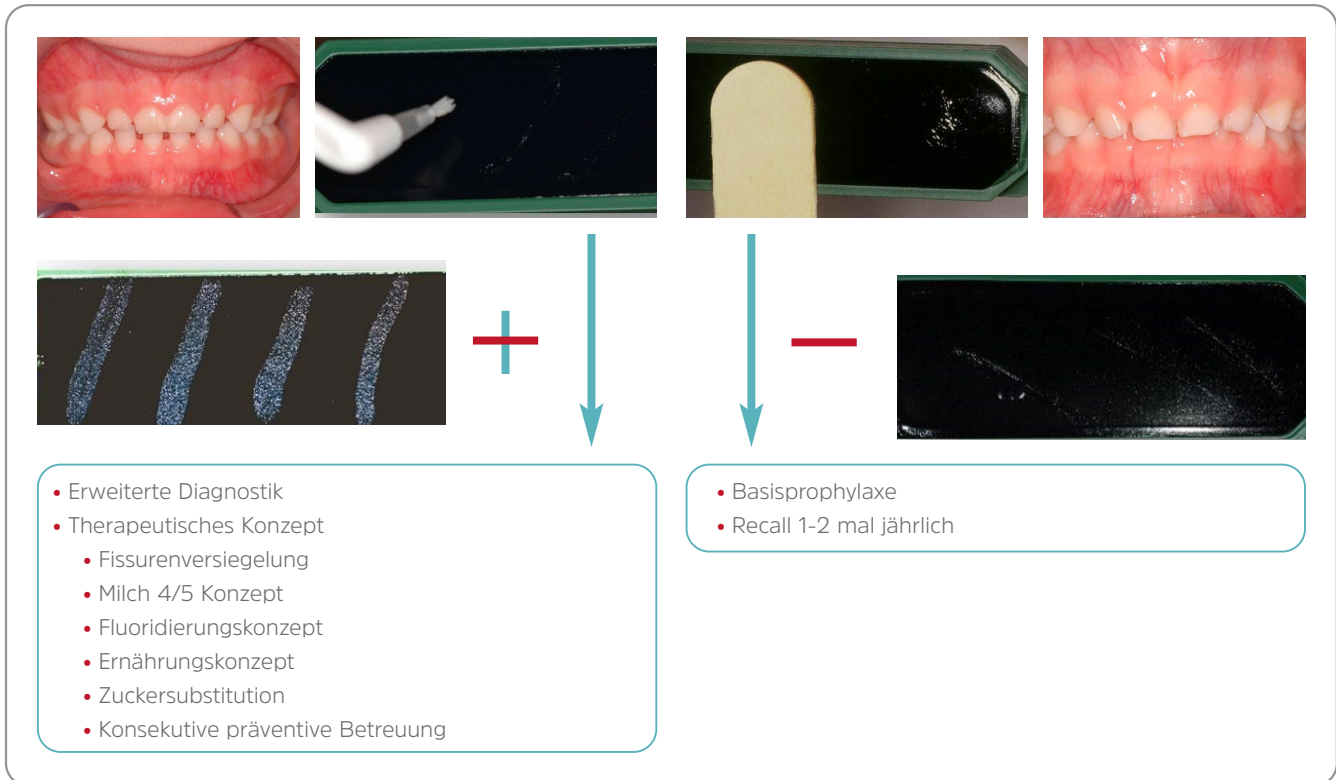 • Erweiterte Diagnostik
• Therapeutisches Konzept
• Fissurenversiegelung
• Milch 4/5 Konzept
• Fluoridierungskonzept
• Ernährungskonzept
• Zuckersubstitution
• Konsekutive präventive Betreuung
• Basisprophylaxe
• Recall 1-2 mal jährlich